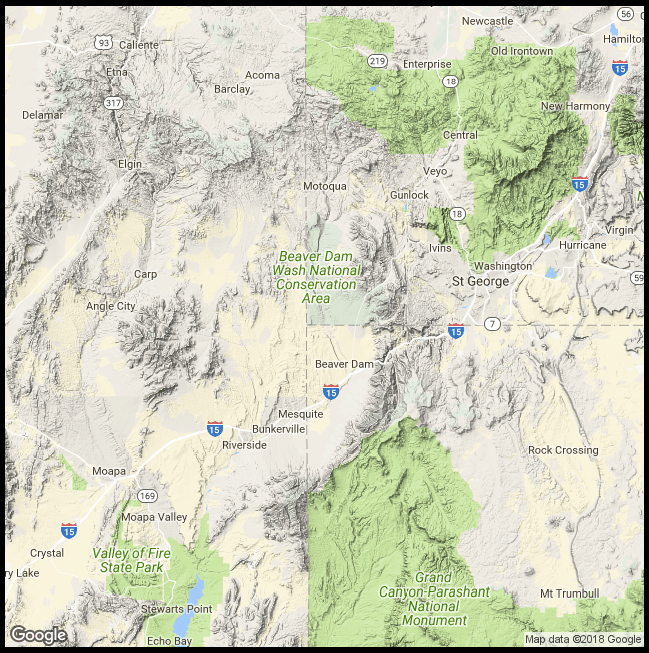 Newcastle
56
Hamilton
93
Caliente
Old Irontown
Etna
219
Enterprise
15
Acoma
18
Barclay
317
New Harmony
Delamar
Central
Elgin
Veyo
Motoqua
15
Gunlock
18
Virgin
Ivins
Hurricane
Beaver Dam
Wash National
Conservation
Area
Washington
Carp
St George
59
Angle City
15
7
Beaver Dam
15
Mesquite
15
Bunkerville
Riverside
Rock Crossing
Moapa
169
Moapa Valley
15
Crystal
Valley of Fire
State Park
ry Lake
Grand
Canyon-Parashant
National
Monument
Mt Trumbull
Stewarts Point
Echo Bay
Google
Map data ©2018 Google